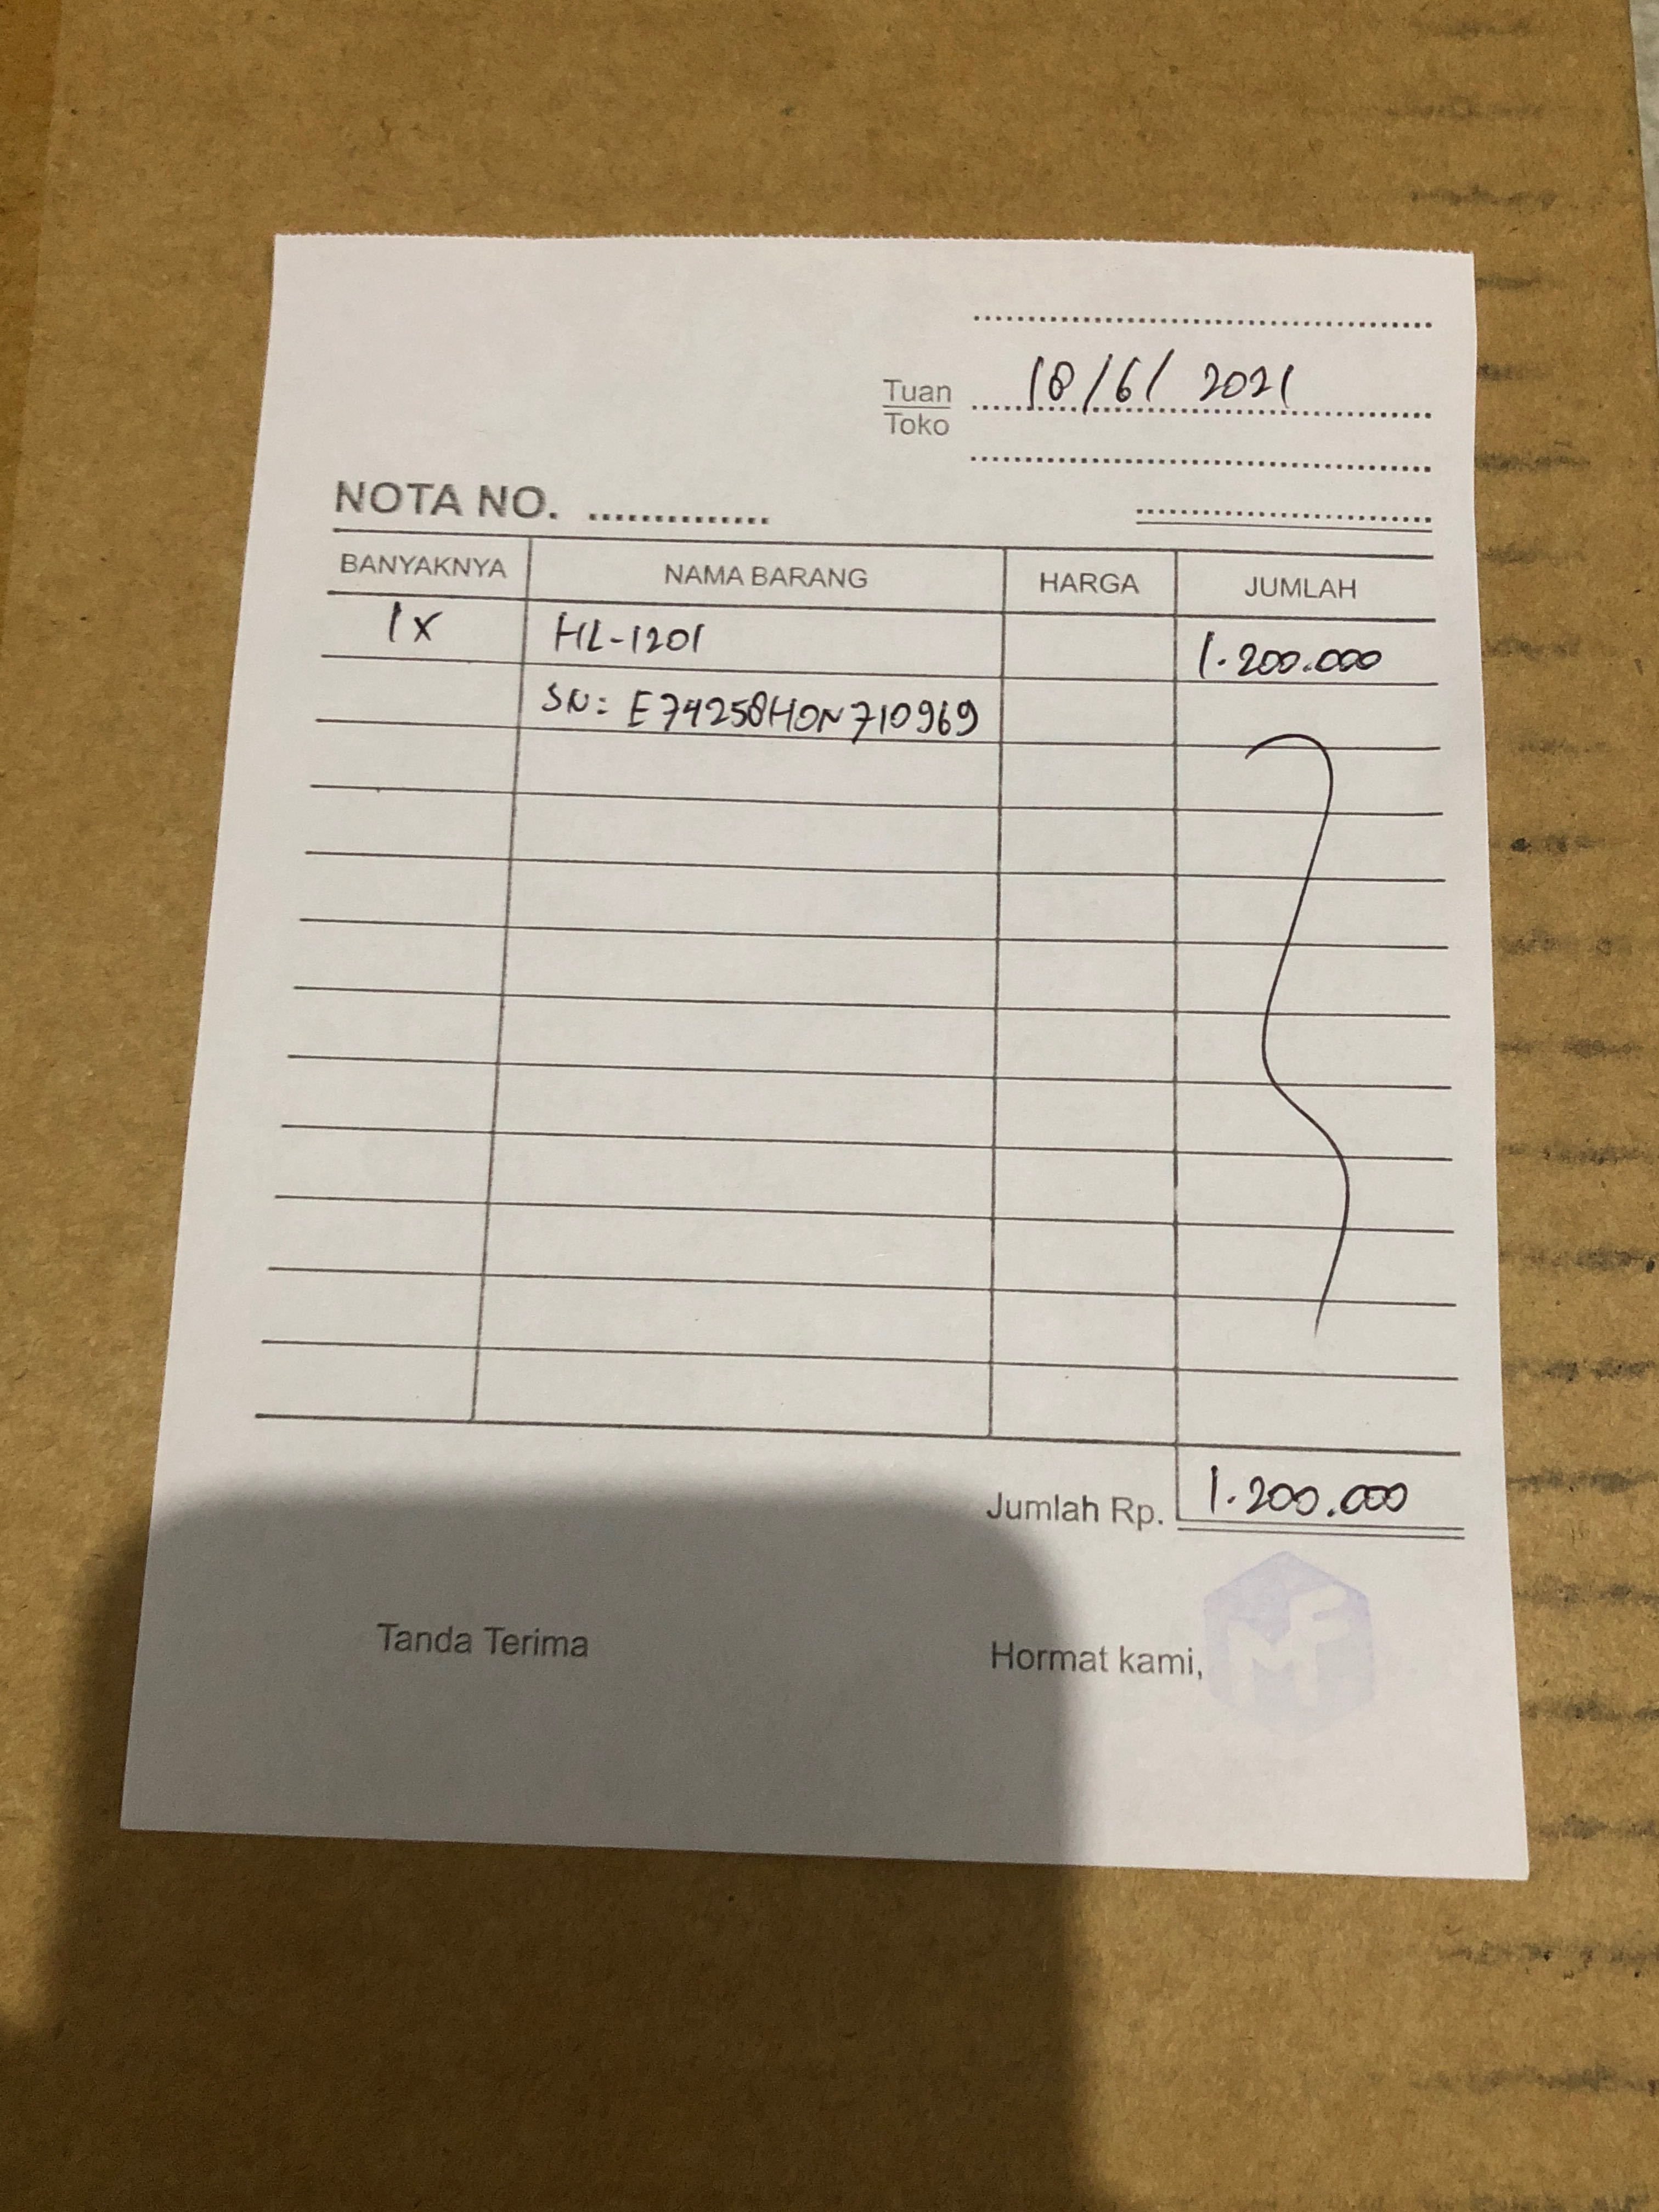 18/6/2021
Tuan
Toko
NOTA NO.
BANYAKNYA NAMA BARANG HARGA JUMLAH
1x HL-1201 1.200.000
SN: E74258H0N710969
Jumlah Rp. 1.200.000
Tanda Terima Hormat kami,
MF